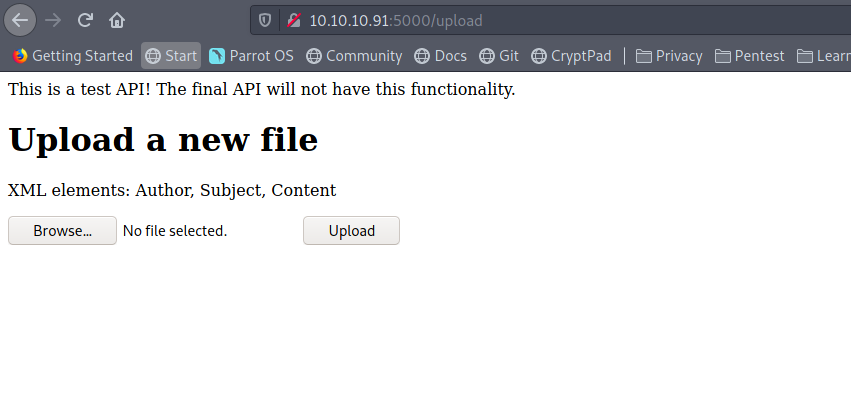 10.10.10.91:5000/upload
Getting Started Start Parrot OS Community Docs Git CryptPad Privacy Pentest Learn
This is a test API! The final API will not have this functionality.
Upload a new file
XML elements: Author, Subject, Content
Browse... No file selected. Upload